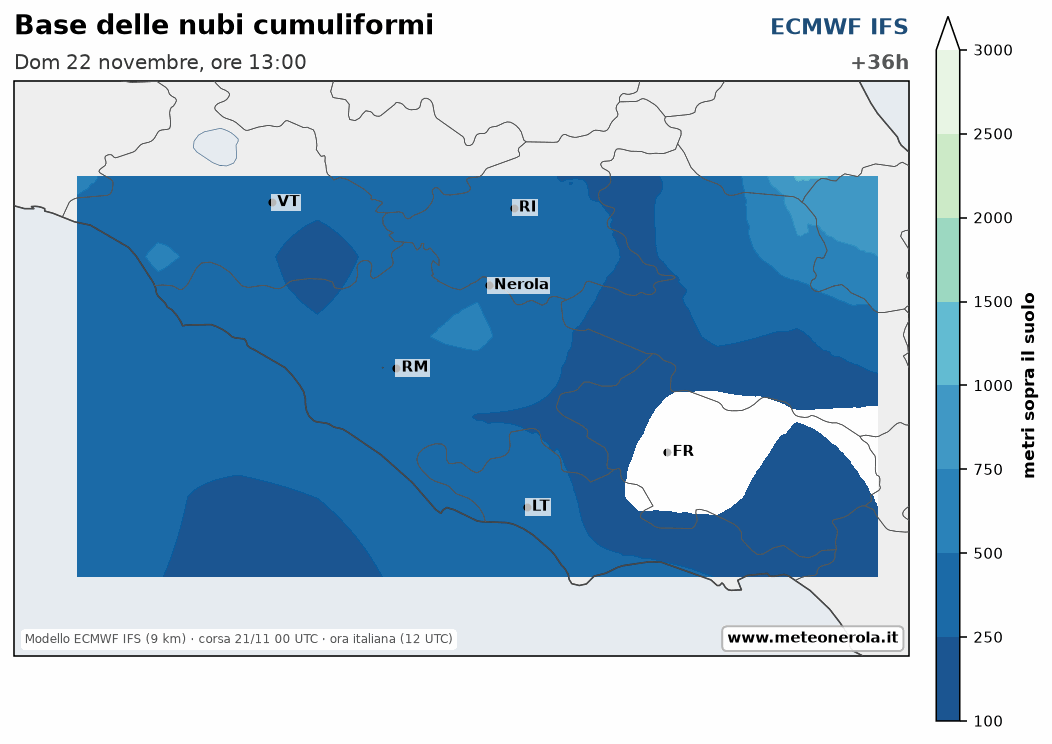 Base delle nubi cumuliformi
ECMWF IFS
Dom 22 novembre, ore 13:00
+36h
3000
2500
2000
1500
1000
750
500
250
100
metri sopra il suolo
VT
RI
Nerola
RM
FR
LT
Modello ECMWF IFS (9 km) · corsa 21/11 00 UTC · ora italiana (12 UTC)
www.meteonerola.it